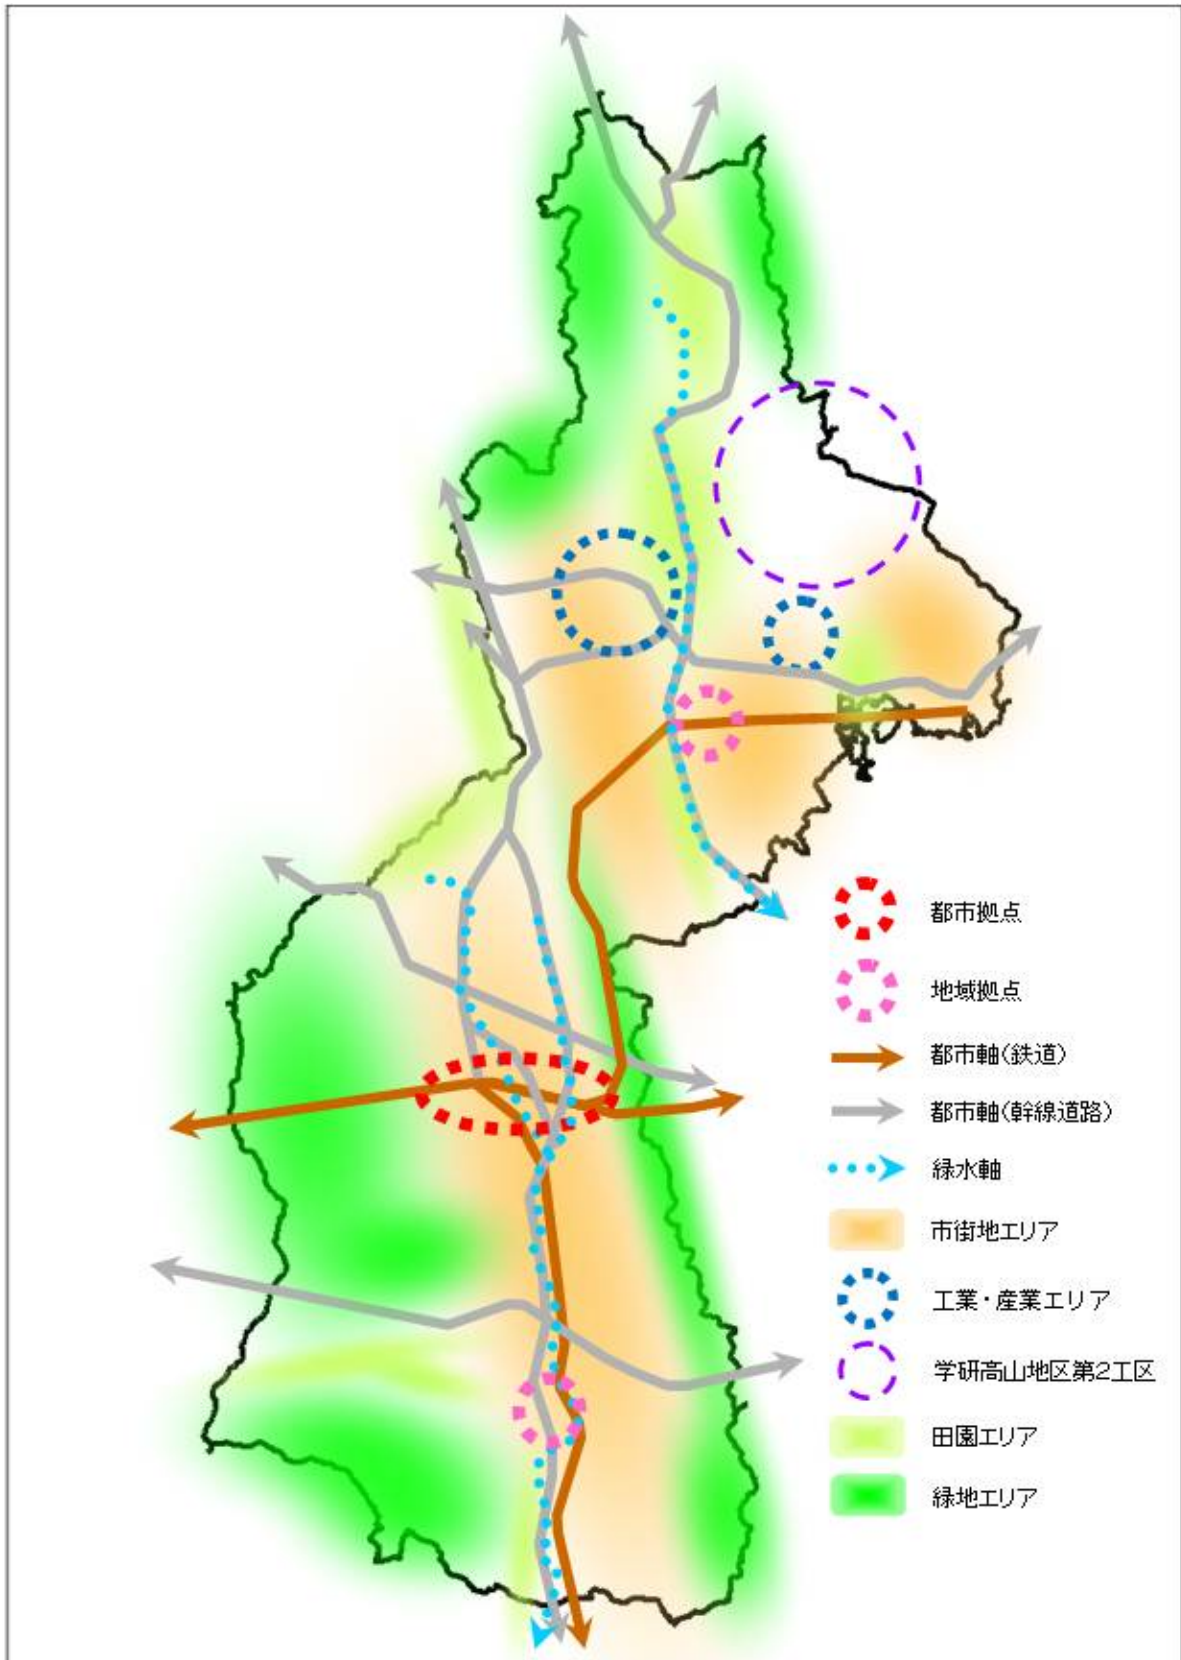 都市拠点
地域拠点
都市軸(鉄道)
都市軸(幹線道路)
緑水軸
市街地エリア
工業・産業エリア
学研高山地区第2工区
田園エリア
緑地エリア